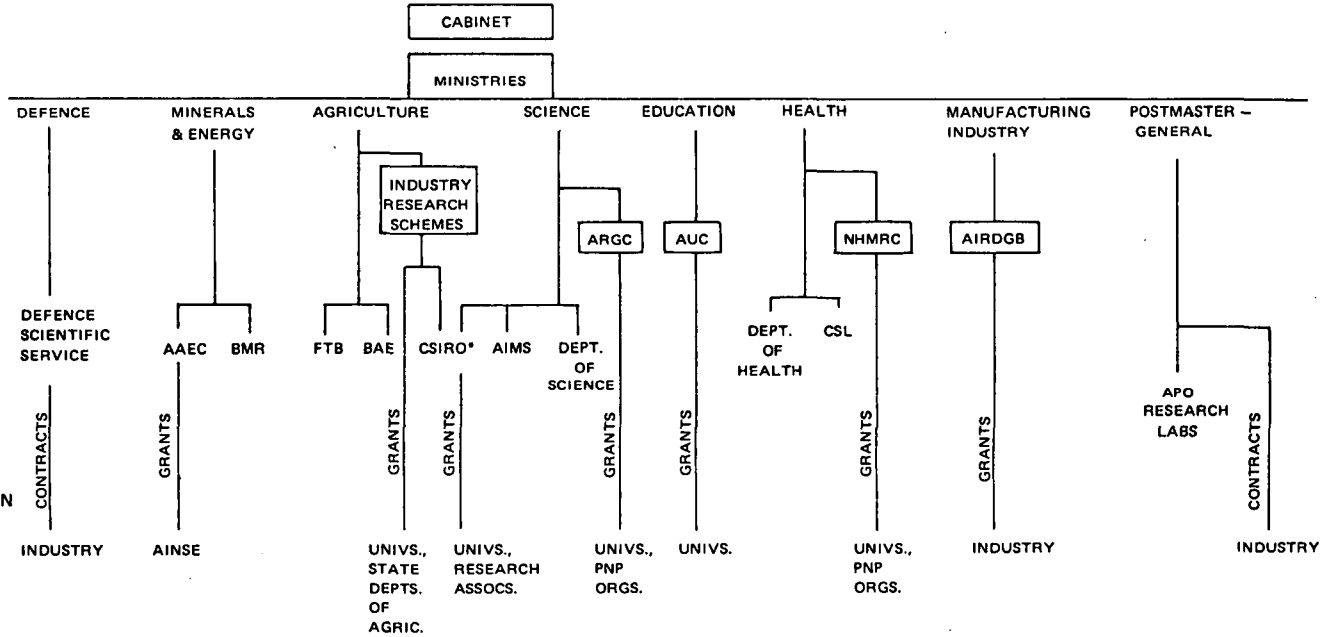 CABINET
MINISTRIES
DEFENCE
MINERALS
& ENERGY
AGRICULTURE
SCIENCE
EDUCATION
HEALTH
MANUFACTURING
INDUSTRY
POSTMASTER –
GENERAL
INDUSTRY
RESEARCH
SCHEMES
ARGC
AUC
NHMRC
AIRDGB
DEFENCE
SCIENTIFIC
SERVICE
AAEC
BMR
FTB
BAE
CSIRO*
AIMS
DEPT.
OF
SCIENCE
DEPT.
OF
HEALTH
CSL
APO
RESEARCH
LABS
N
CONTRACTS
GRANTS
GRANTS
GRANTS
GRANTS
GRANTS
GRANTS
GRANTS
CONTRACTS
INDUSTRY
AINSE
UNIVS.,
STATE
DEPTS.
OF
AGRIC.
UNIVS.,
RESEARCH
ASSOCS.
UNIVS.,
PNP
ORGS.
UNIVS.
UNIVS.,
PNP
ORGS.
INDUSTRY
INDUSTRY